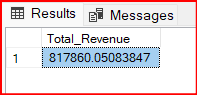 Results Messages
Total_Revenue
1 817860.05083847